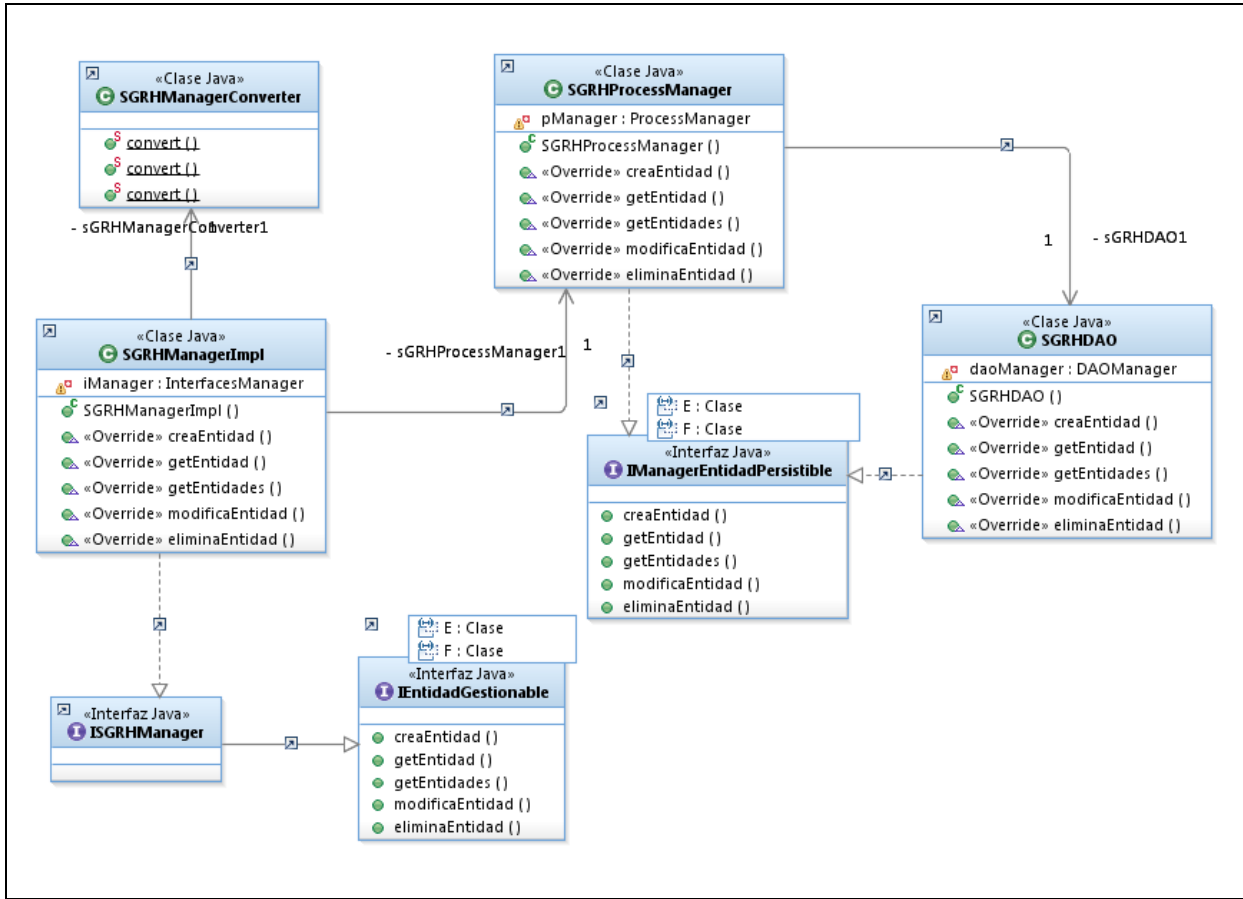 «Clase Java»
SGRHManagerConverter
convert ()
convert ()
convert ()
- sGRHManagerConverter1
1
«Clase Java»
SGRHProcessManager
pManager : ProcessManager
SGRHProcessManager ()
«Override» creaEntidad ()
«Override» getEntidad ()
«Override» getEntidades ()
«Override» modificaEntidad ()
«Override» eliminaEntidad ()
1
- sGRHDAO1
«Clase Java»
SGRHManagerImpl
iManager : InterfacesManager
SGRHManagerImpl ()
«Override» creaEntidad ()
«Override» getEntidad ()
«Override» getEntidades ()
«Override» modificaEntidad ()
«Override» eliminaEntidad ()
- sGRHProcessManager1
1
«Clase Java»
SGRHDAO
daoManager : DAOManager
SGRHDAO ()
«Override» creaEntidad ()
«Override» getEntidad ()
«Override» getEntidades ()
«Override» modificaEntidad ()
«Override» eliminaEntidad ()
E : Clase
F : Clase
«Interfaz Java»
IManagerEntidadPersistible
creaEntidad ()
getEntidad ()
getEntidades ()
modificaEntidad ()
eliminaEntidad ()
E : Clase
F : Clase
«Interfaz Java»
IEntidadGestionable
creaEntidad ()
getEntidad ()
getEntidades ()
modificaEntidad ()
eliminaEntidad ()
«Interfaz Java»
ISGRHManager